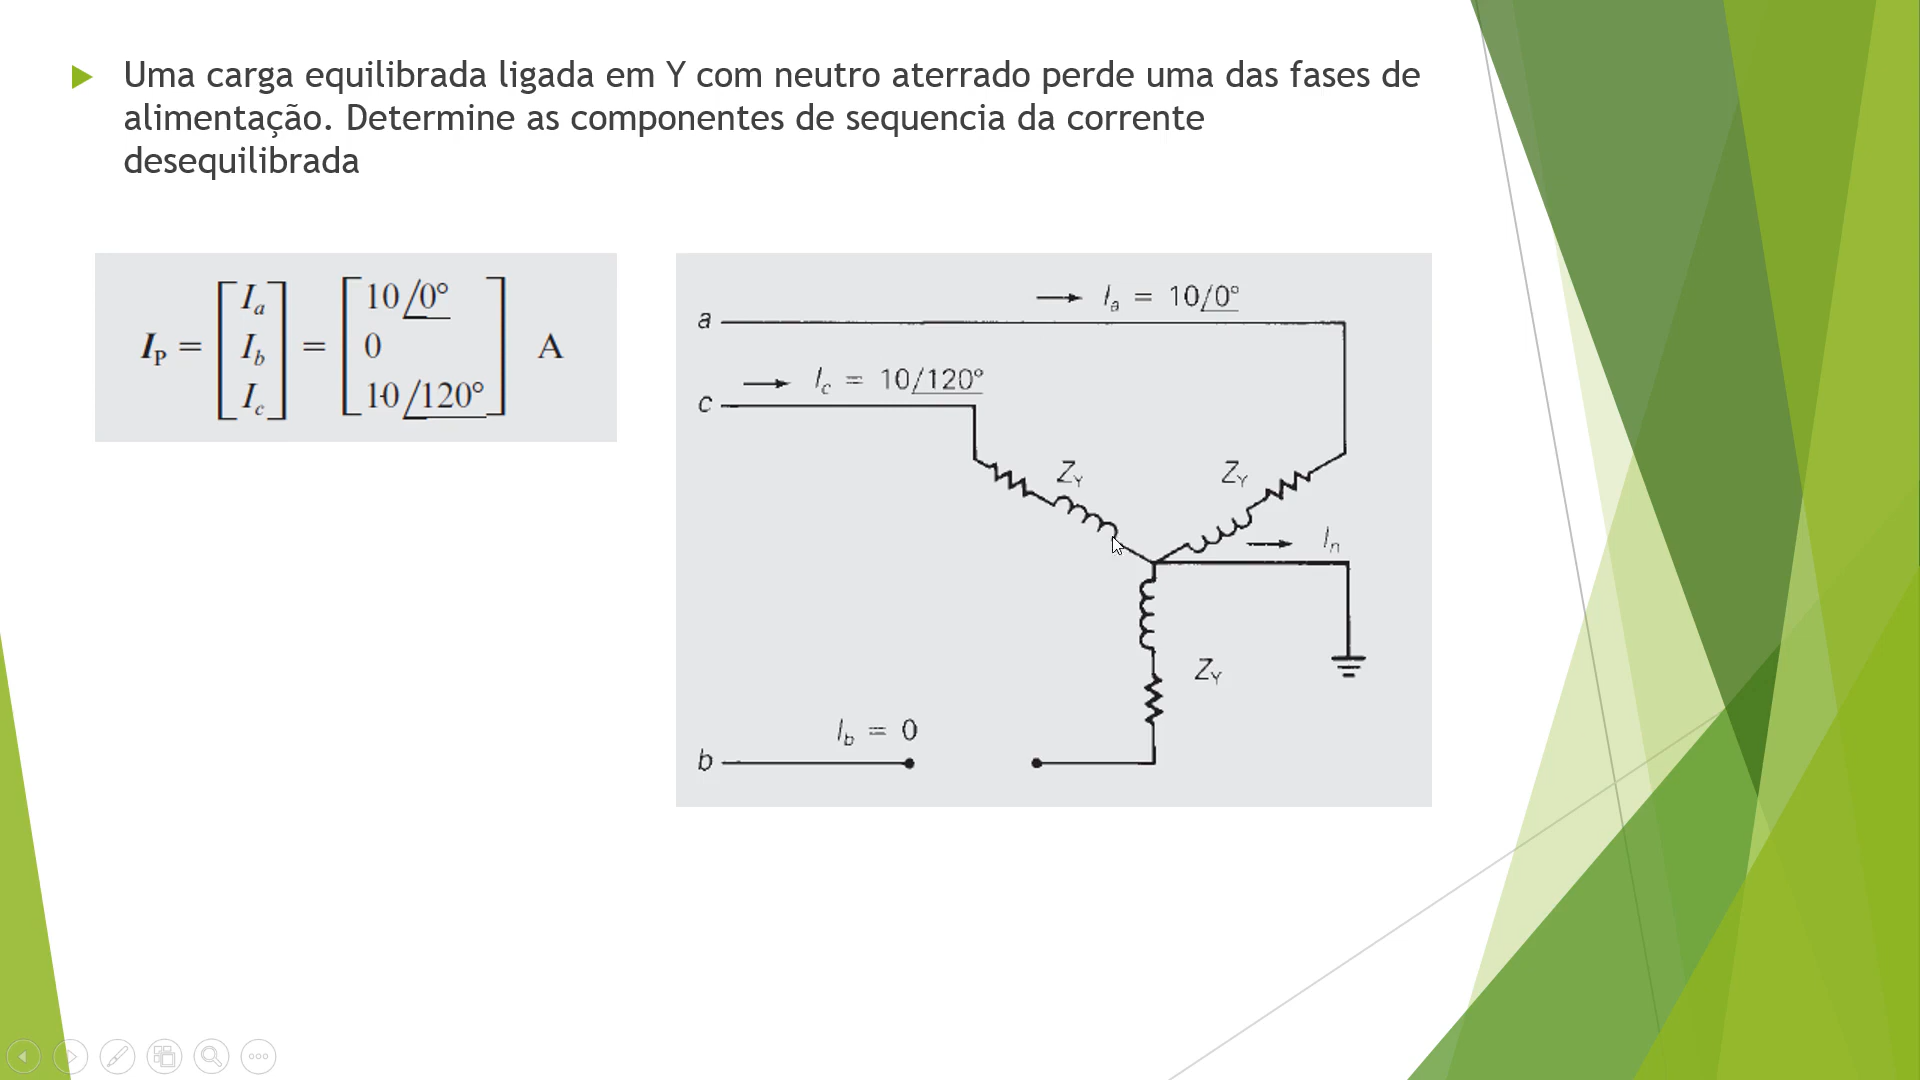 Uma carga equilibrada ligada em Y com neutro aterrado perde uma das fases de
alimentação. Determine as componentes de sequencia da corrente
desequilibrada
I_P = [I_a I_b I_c] = [10/0° 0 10/120°] A
I_a = 10/0°
a
I_c = 10/120°
c
Z_Y Z_Y
I_n
Z_Y
I_b = 0
b